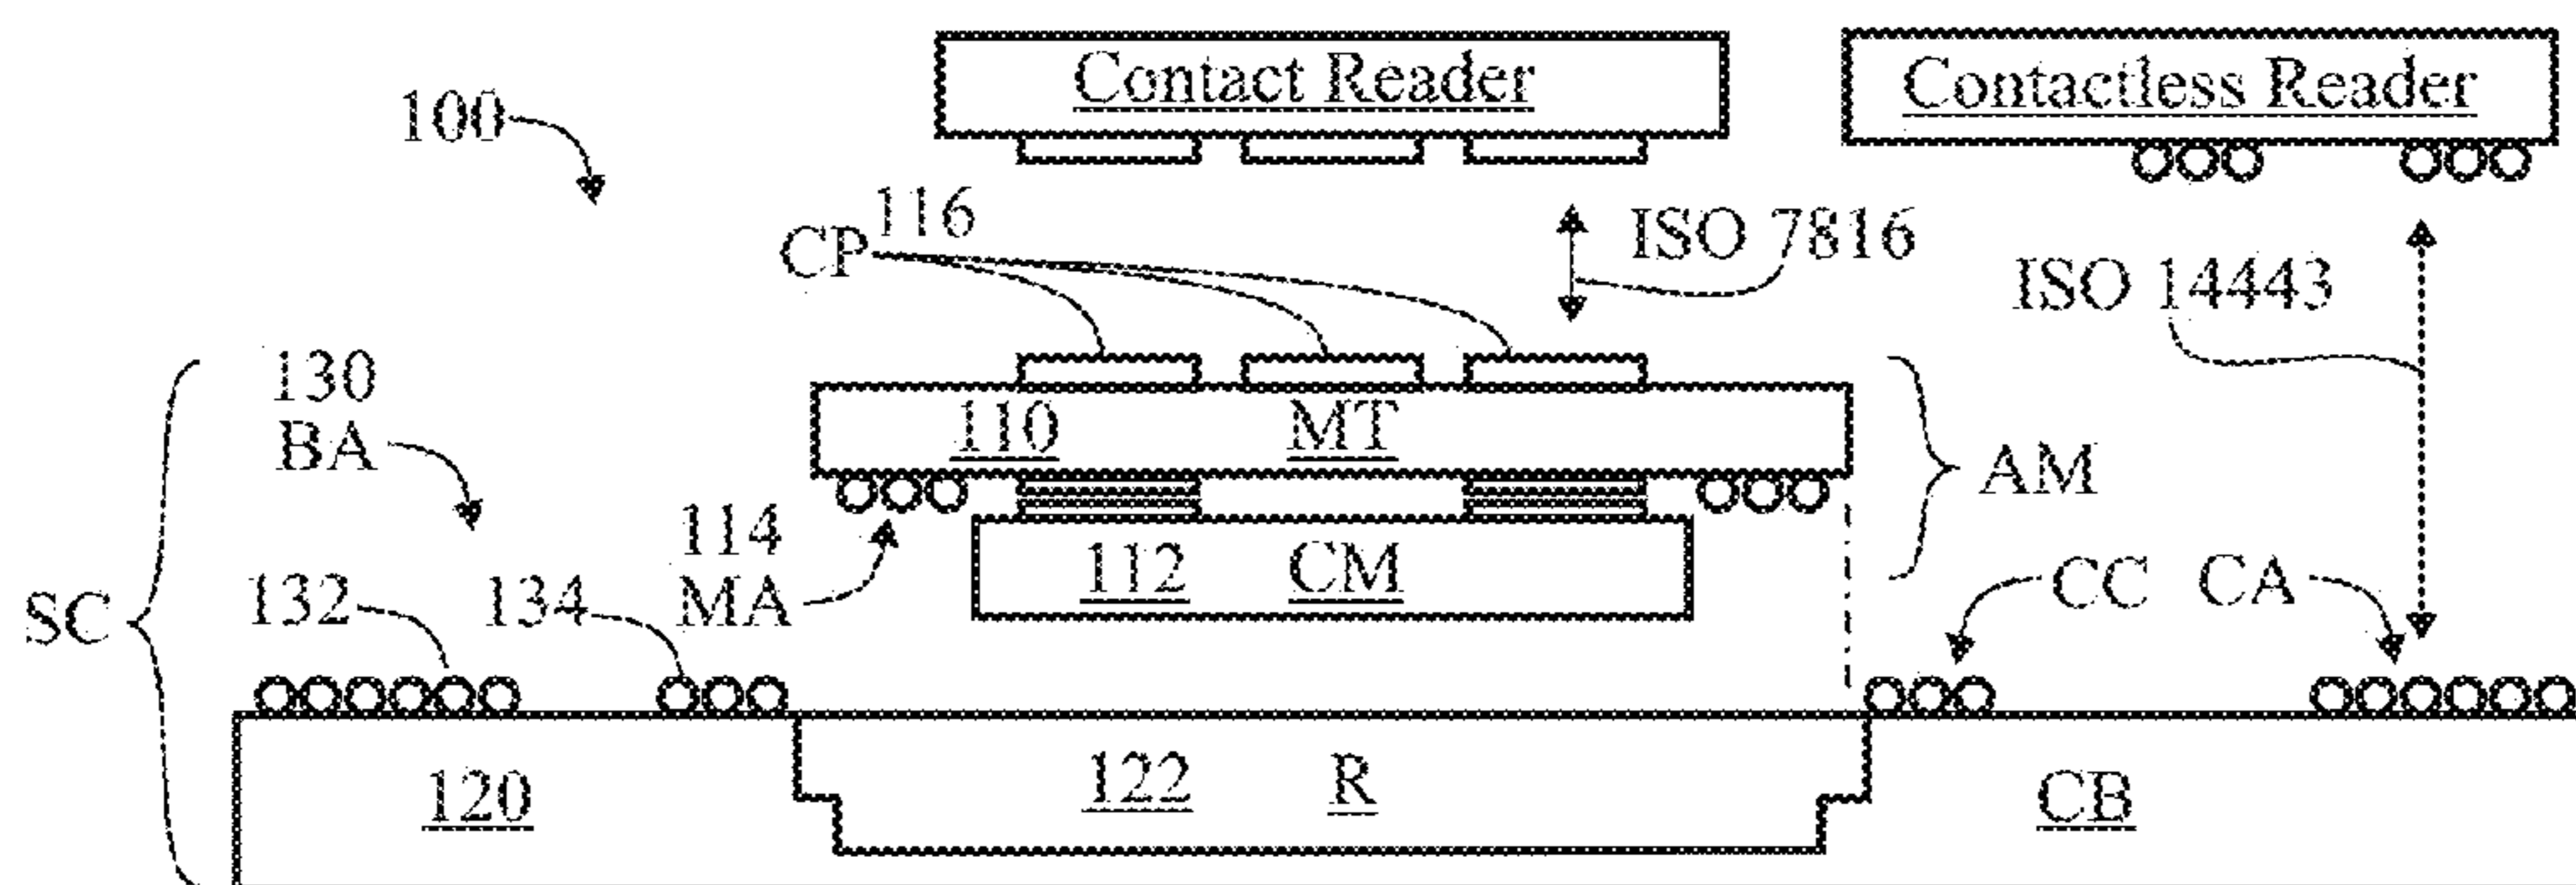 Contact Reader
Contactless Reader
100
116
CP
ISO 7816
ISO 14443
130
BA
110 MT
AM
114
MA
112 CM
CC CA
SC
132
134
120
122 R
CB